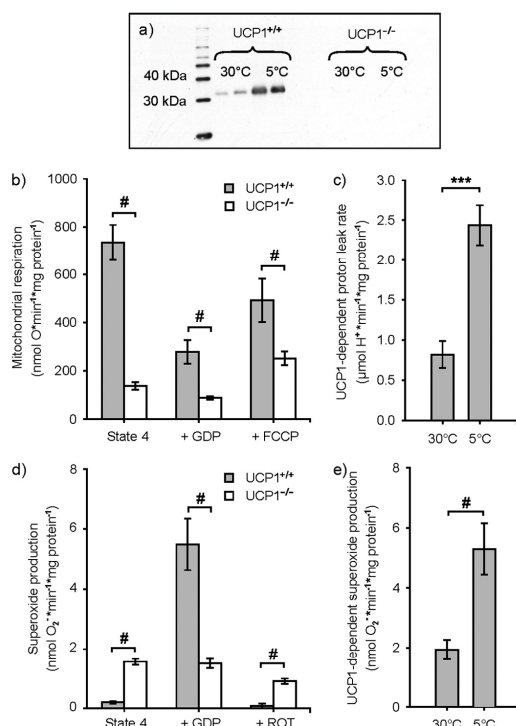 a)
UCP1+/+ UCP1−/−
30°C 5°C 30°C 5°C
40 kDa
30 kDa
b)
1000
800
600
400
200
0
Mitochondrial respiration
(nmol O*min-1*mg protein-1)
UCP1+/+
UCP1−/−
#
#
#
State 4 + GDP + FCCP
c)
3.0
2.5
2.0
1.5
1.0
0.5
0.0
UCP1-dependent proton leak rate
(µmol H+*min-1*mg protein-1)
***
30°C 5°C
d)
8
6
4
2
0
Superoxide production
(nmol O2·-*min-1*mg protein-1)
UCP1+/+
UCP1−/−
#
#
#
State 4 + GDP + ROT
e)
8
6
4
2
0
UCP1-dependent superoxide production
(nmol O2·-*min-1*mg protein-1)
#
30°C 5°C